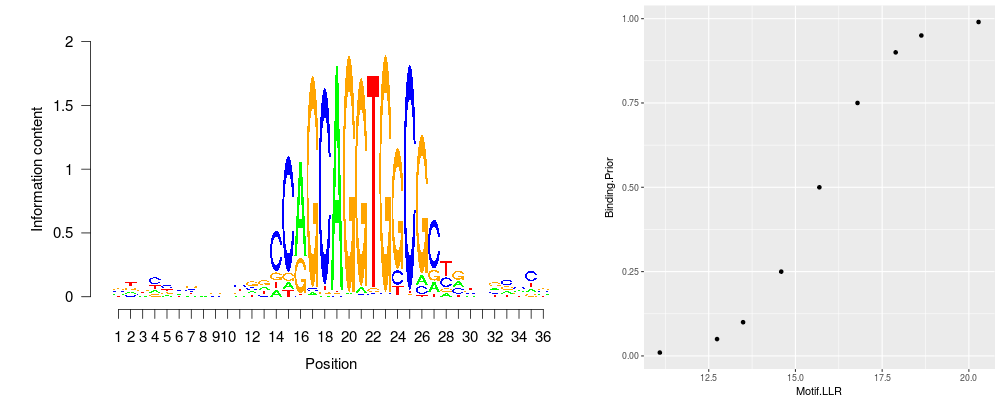 Information content
2
1.5
1
0.5
0
CCAGCAGGTGGCGCT
1 2 3 4 5 6 7 8 9 10 12 14 16 18 20 22 24 26 28 30 32 34 36
Position
Binding.Prior
1.00
0.75
0.50
0.25
0.00
12.5 15.0 17.5 20.0
Motif.LLR